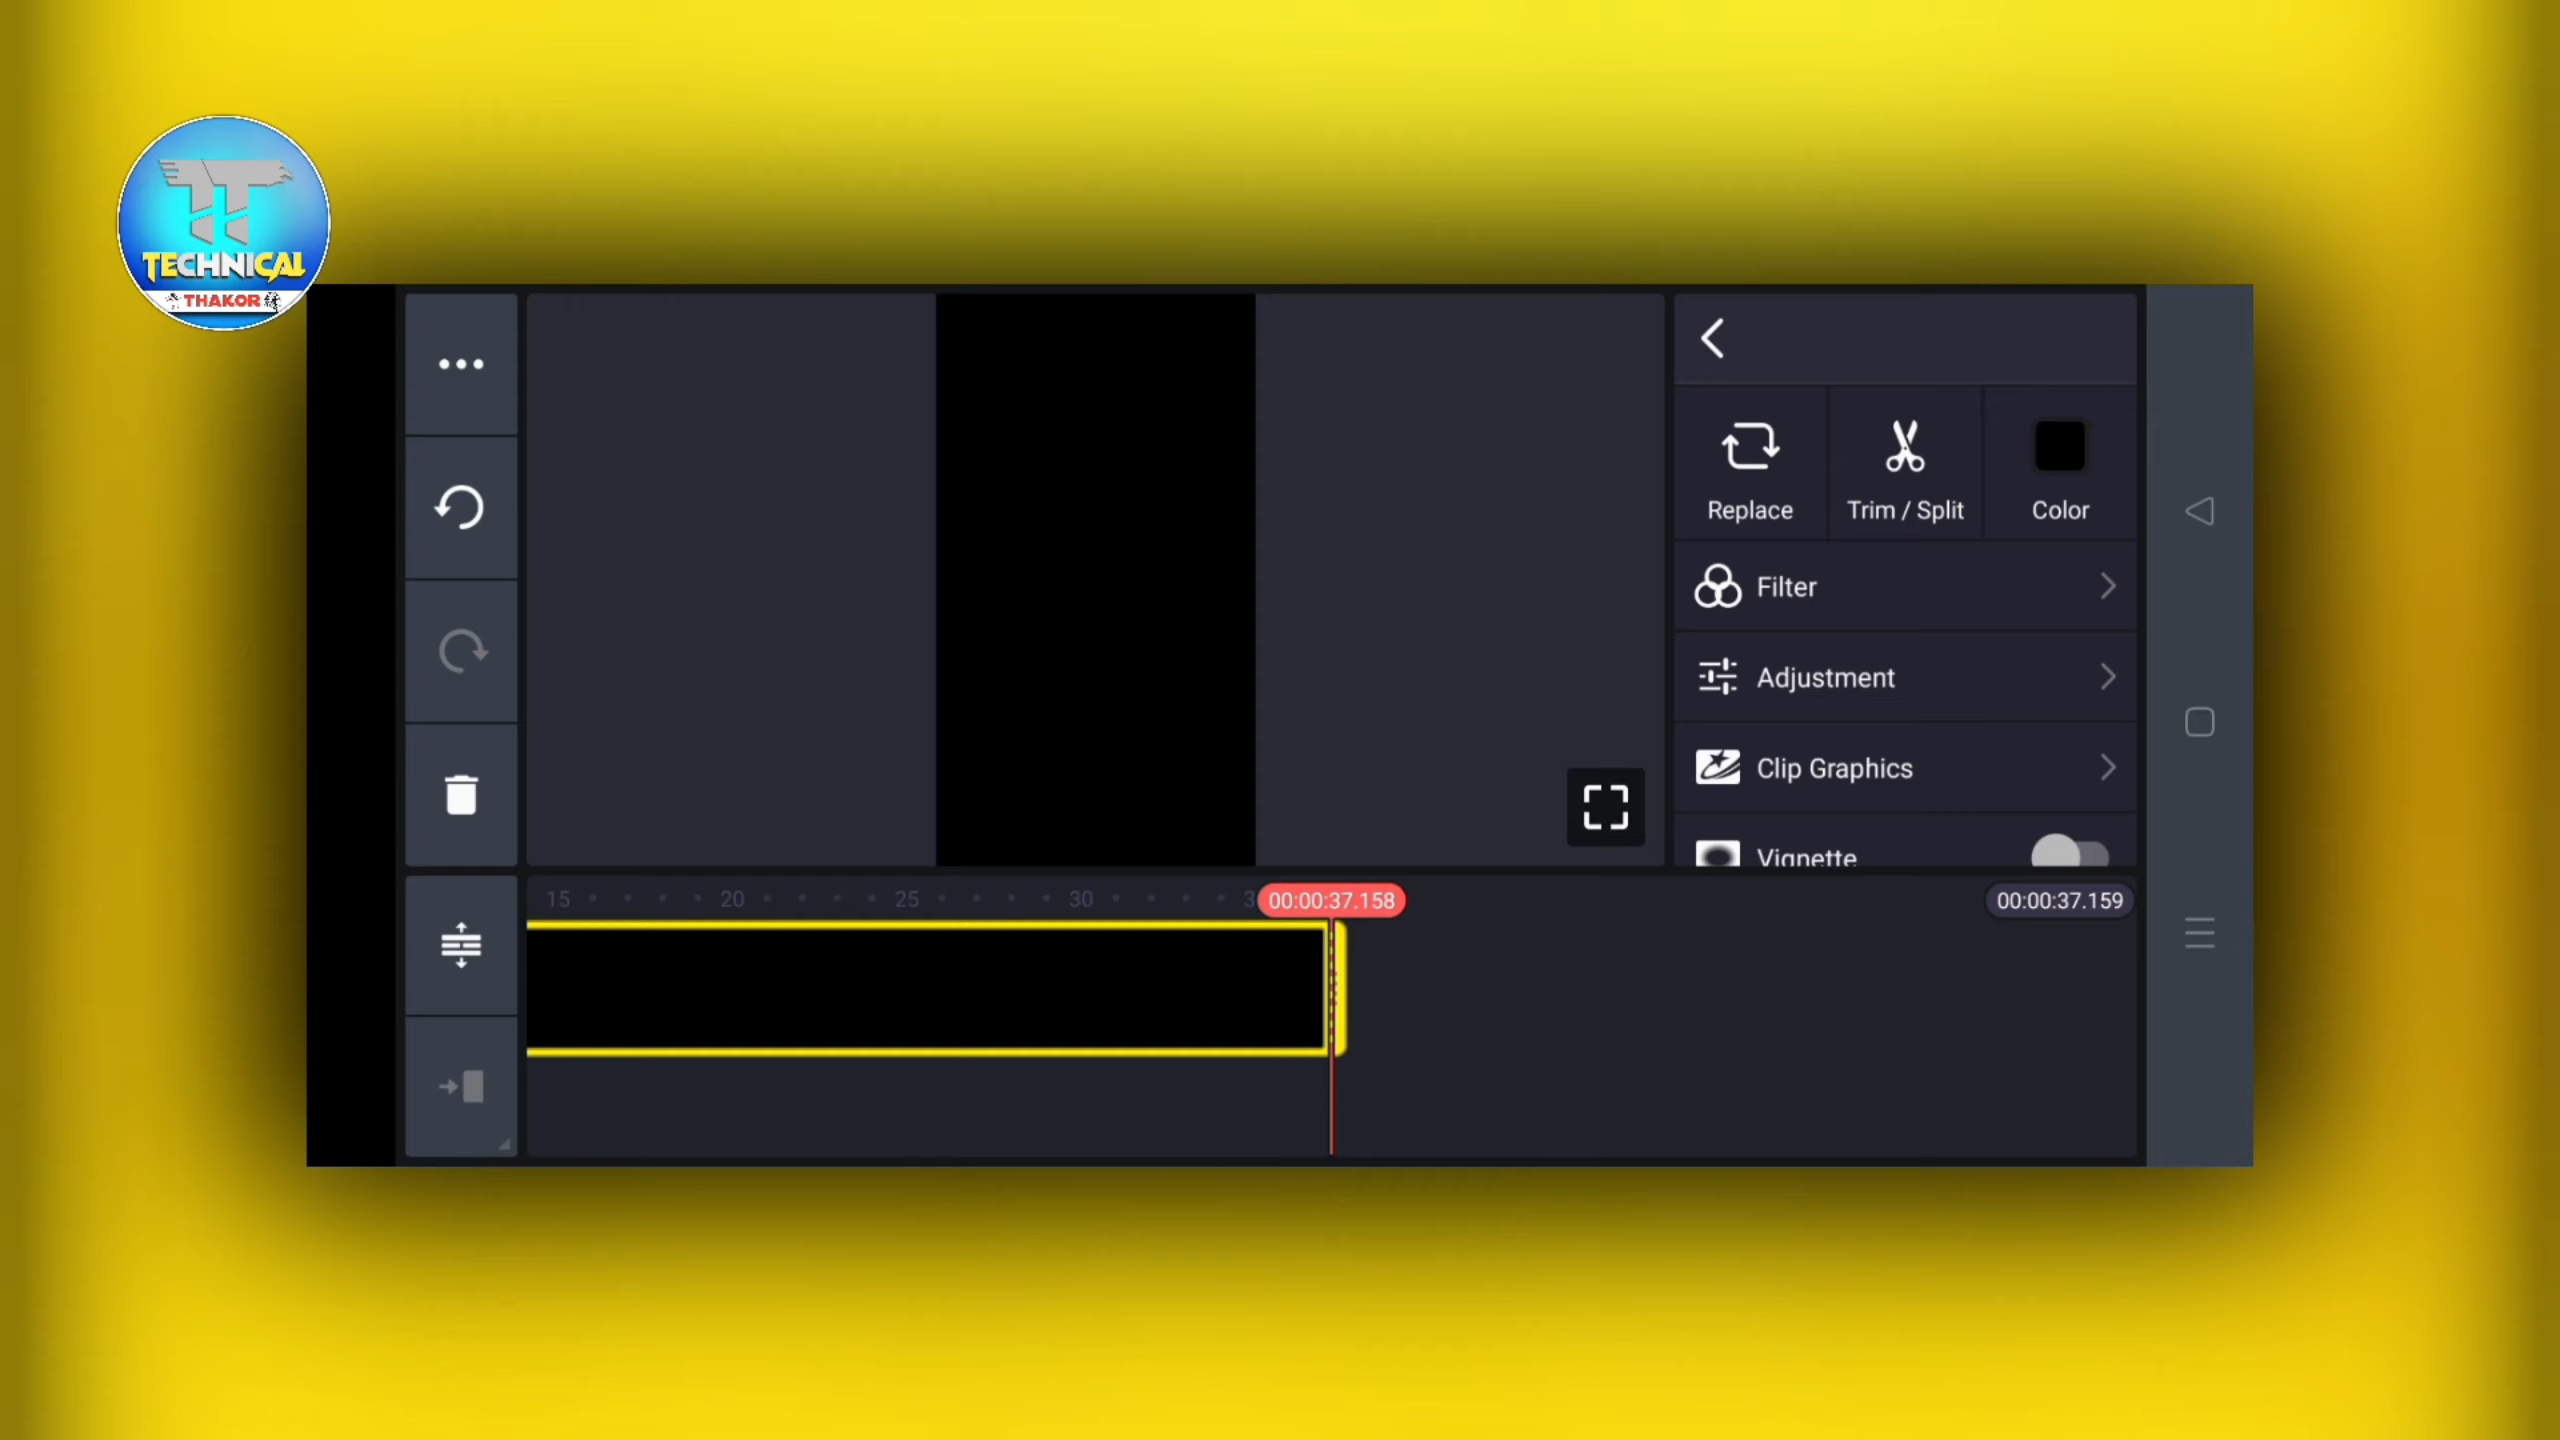 TECHNICAL
THAKOR
Replace
Trim / Split
Color
Filter
Adjustment
Clip Graphics
Vignette
15
20
25
30
3
00:00:37.158
00:00:37.159